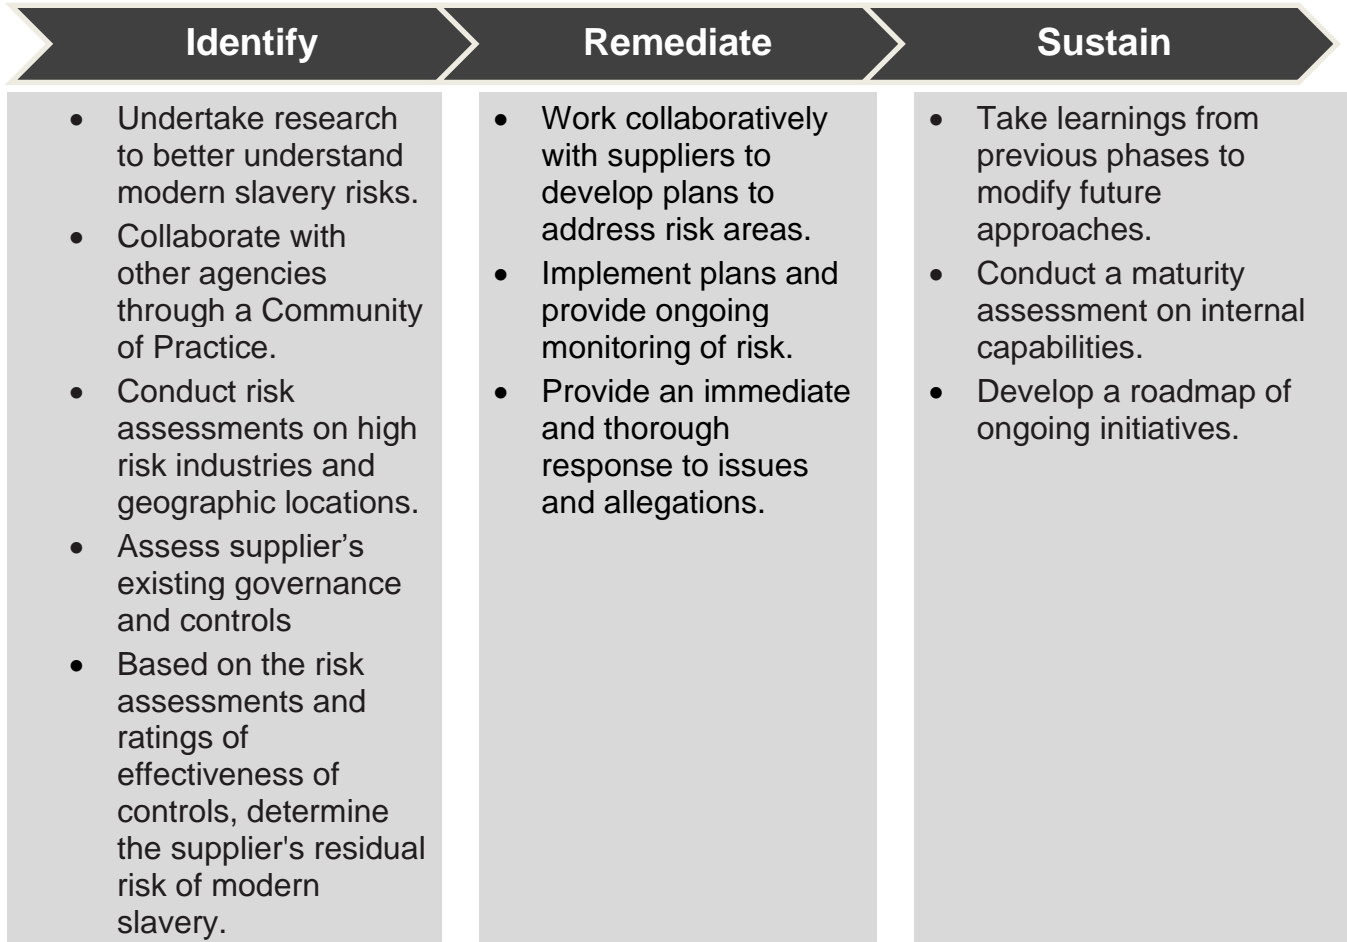 Identify
Remediate
Sustain
• Undertake research
to better understand
modern slavery risks.
• Collaborate with
other agencies
through a Community
of Practice.
• Conduct risk
assessments on high
risk industries and
geographic locations.
• Assess supplier’s
existing governance
and controls
• Based on the risk
assessments and
ratings of
effectiveness of
controls, determine
the supplier's residual
risk of modern
slavery.
• Work collaboratively
with suppliers to
develop plans to
address risk areas.
• Implement plans and
provide ongoing
monitoring of risk.
• Provide an immediate
and thorough
response to issues
and allegations.
• Take learnings from
previous phases to
modify future
approaches.
• Conduct a maturity
assessment on internal
capabilities.
• Develop a roadmap of
ongoing initiatives.